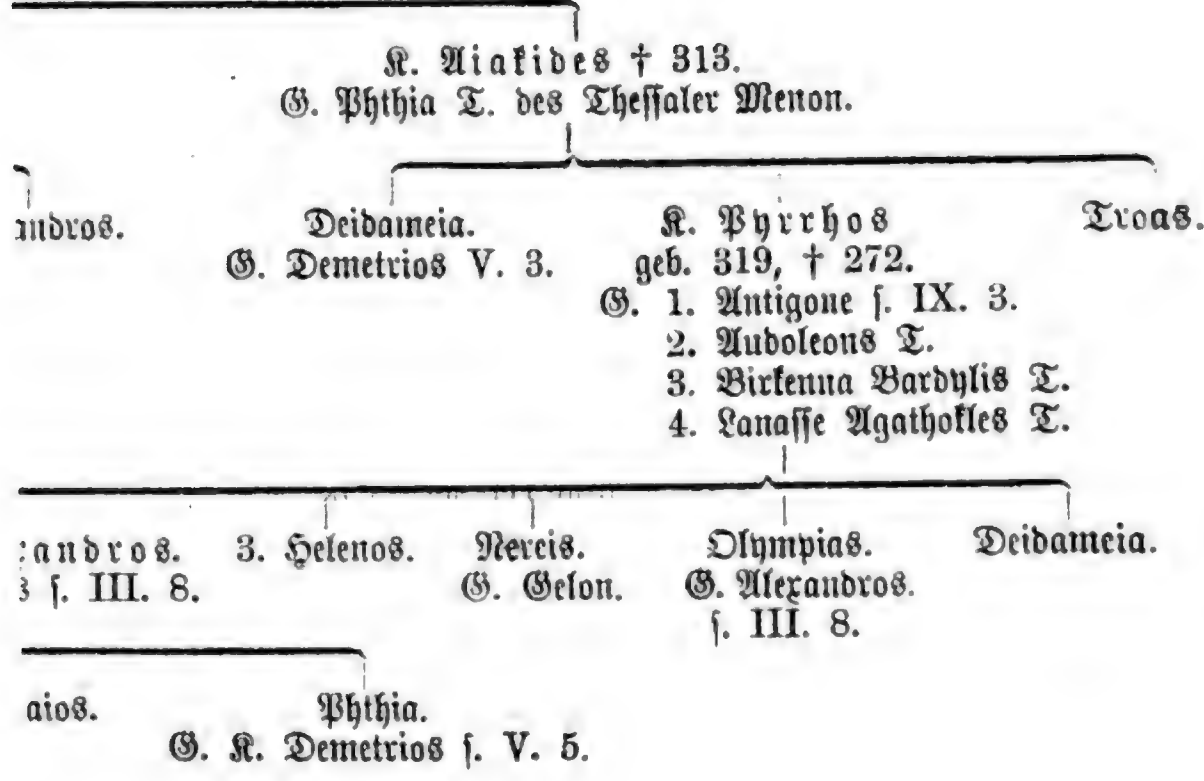 K. Aiakides † 313.
G. Phthia T. des Thessaler Menon.
andros. Deidameia. K. Pyrrhos Troas.
G. Demetrios V. 3. geb. 319, † 272.
G. 1. Antigone s. IX. 3.
2. Audoleons T.
3. Birkenna Bardylis T.
4. Lanasse Agathokles T.
andros. 3. Helenos. Nereis. Olympias. Deidameia.
s. III. 8. G. Gelon. G. Alexandros.
s. III. 8.
aios. Phthia.
G. K. Demetrios s. V. 5.